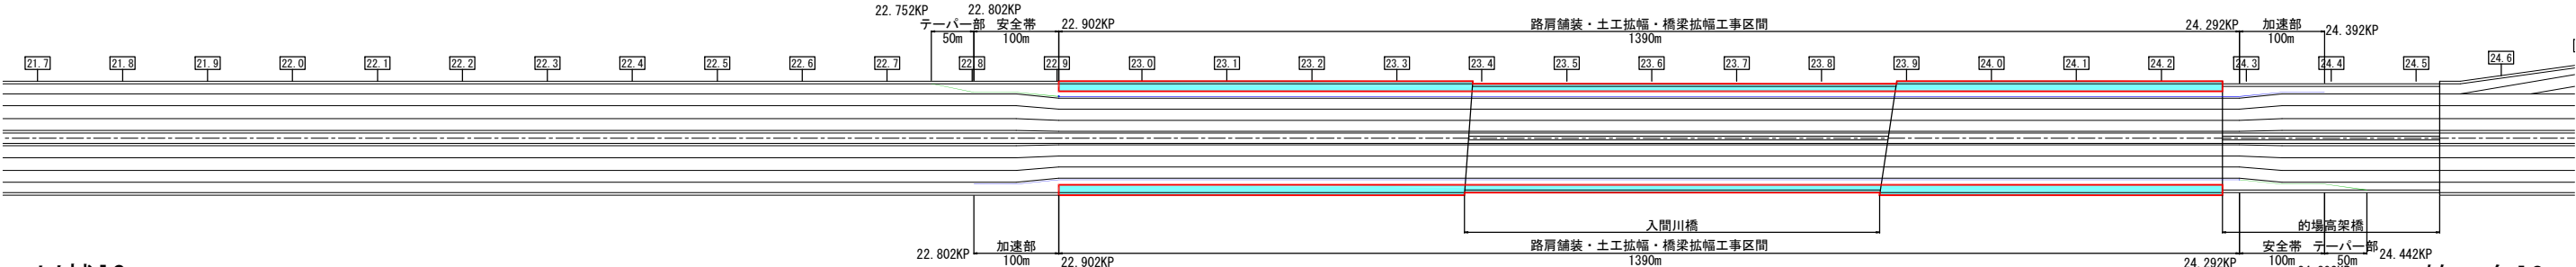 22.752KP 22.802KP
テーパー部 安全帯 22.902KP 路肩舗装・土工拡幅・橋梁拡幅工事区間 24.292KP 加速部
50m 100m 1390m 100m 24.392KP
21.7 21.8 21.9 22.0 22.1 22.2 22.3 22.4 22.5 22.6 22.7 22.8 22.9 23.0 23.1 23.2 23.3 23.4 23.5 23.6 23.7 23.8 23.9 24.0 24.1 24.2 24.3 24.4 24.5 24.6
入間川橋 的場高架橋
22.802KP 加速部 路肩舗装・土工拡幅・橋梁拡幅工事区間 安全帯 テーパー部
100m 22.902KP 1390m 24.292KP 100m 50m 24.442KP